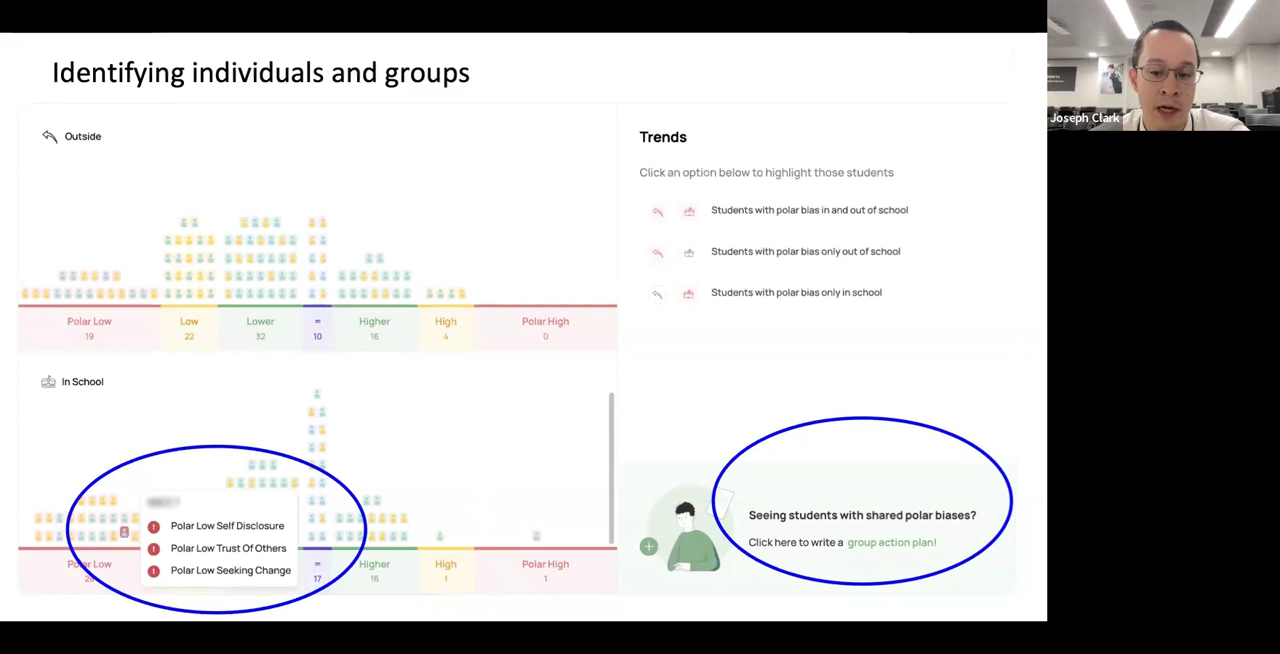 Identifying individuals and groups
Joseph Clark
Outside
Polar Low
19
Low
22
Lower
32
=
10
Higher
16
High
4
Polar High
0
In School
Polar Low Self Disclosure
Polar Low Trust Of Others
Polar Low Seeking Change
Polar Low
=
17
Higher
16
High
1
Polar High
1
Trends
Click an option below to highlight those students
Students with polar bias in and out of school
Students with polar bias only out of school
Students with polar bias only in school
Seeing students with shared polar biases?
Click here to write a group action plan!